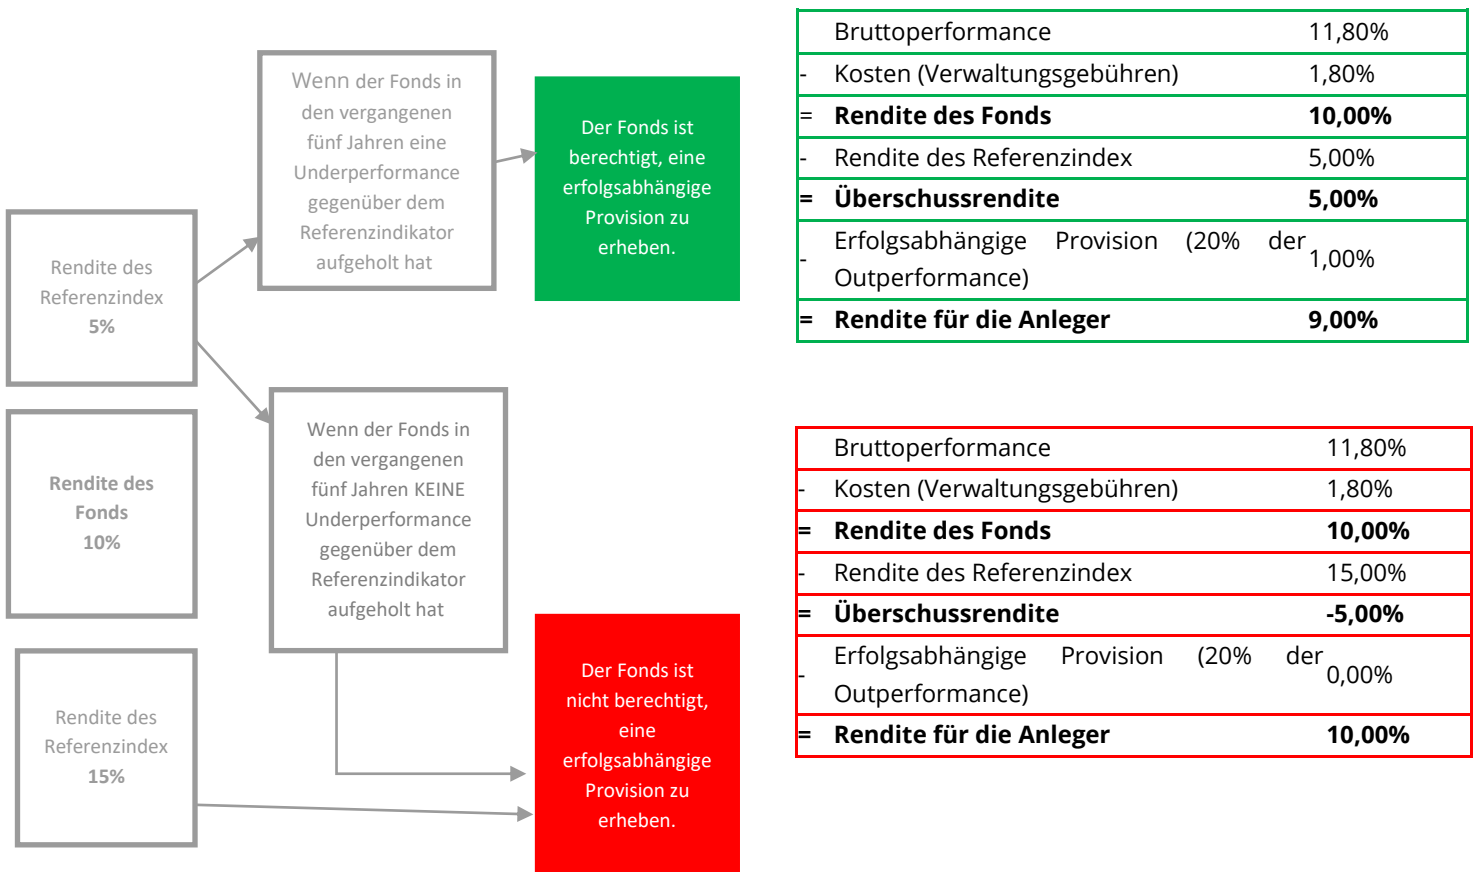 Rendite des
Referenzindex
5%
Rendite des
Fonds
10%
Rendite des
Referenzindex
15%
Wenn der Fonds in
den vergangenen
fünf Jahren eine
Underperformance
gegenüber dem
Referenzindikator
aufgeholt hat
Wenn der Fonds in
den vergangenen
fünf Jahren KEINE
Underperformance
gegenüber dem
Referenzindikator
aufgeholt hat
Der Fonds ist
berechtigt, eine
erfolgsabhängige
Provision zu
erheben.
Der Fonds ist
nicht berechtigt,
eine
erfolgsabhängige
Provision zu
erheben.
Bruttoperformance 11,80%
- Kosten (Verwaltungsgebühren) 1,80%
= Rendite des Fonds 10,00%
- Rendite des Referenzindex 5,00%
= Überschussrendite 5,00%
- Erfolgsabhängige Provision (20% der
Outperformance) 1,00%
= Rendite für die Anleger 9,00%
Bruttoperformance 11,80%
- Kosten (Verwaltungsgebühren) 1,80%
= Rendite des Fonds 10,00%
- Rendite des Referenzindex 15,00%
= Überschussrendite -5,00%
- Erfolgsabhängige Provision (20% der
Outperformance) 0,00%
= Rendite für die Anleger 10,00%